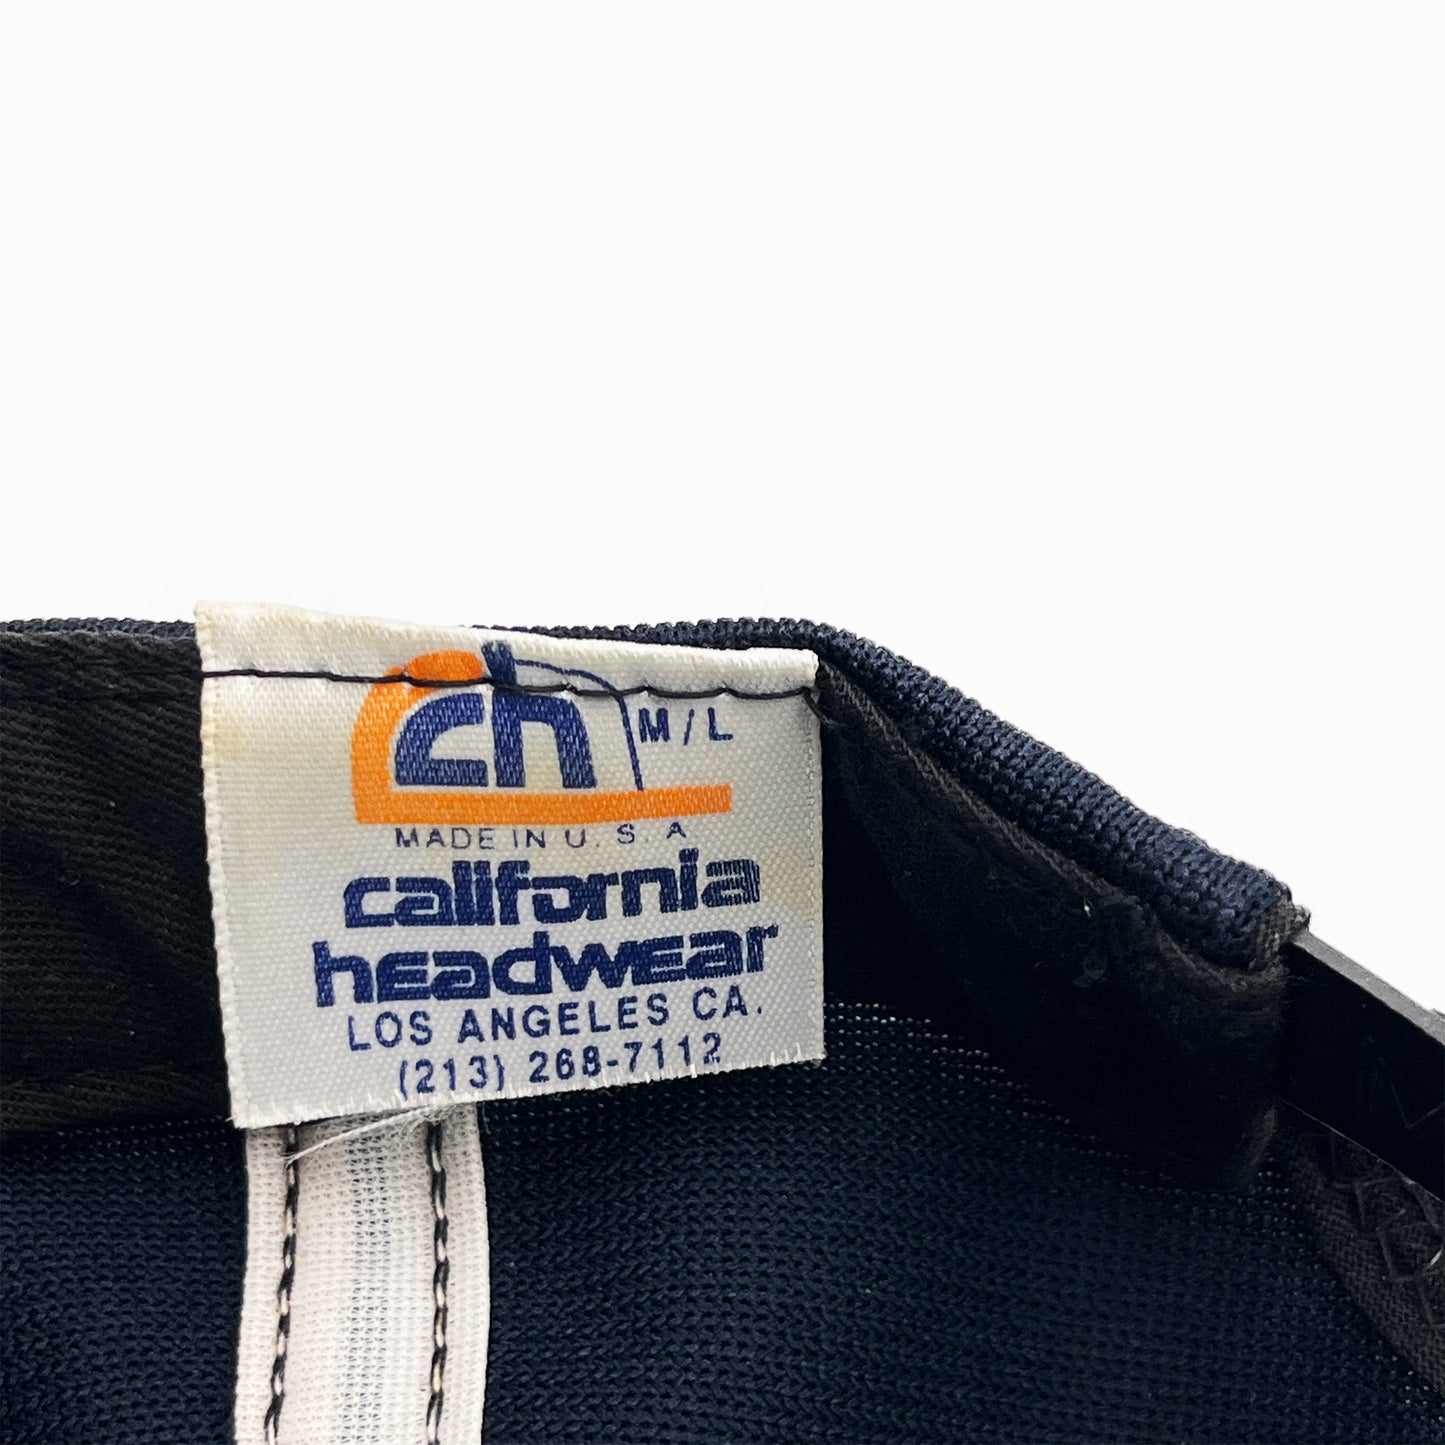 ch M/L
MADE IN U.S.A
california
headwear
LOS ANGELES CA.
(213) 268-7112